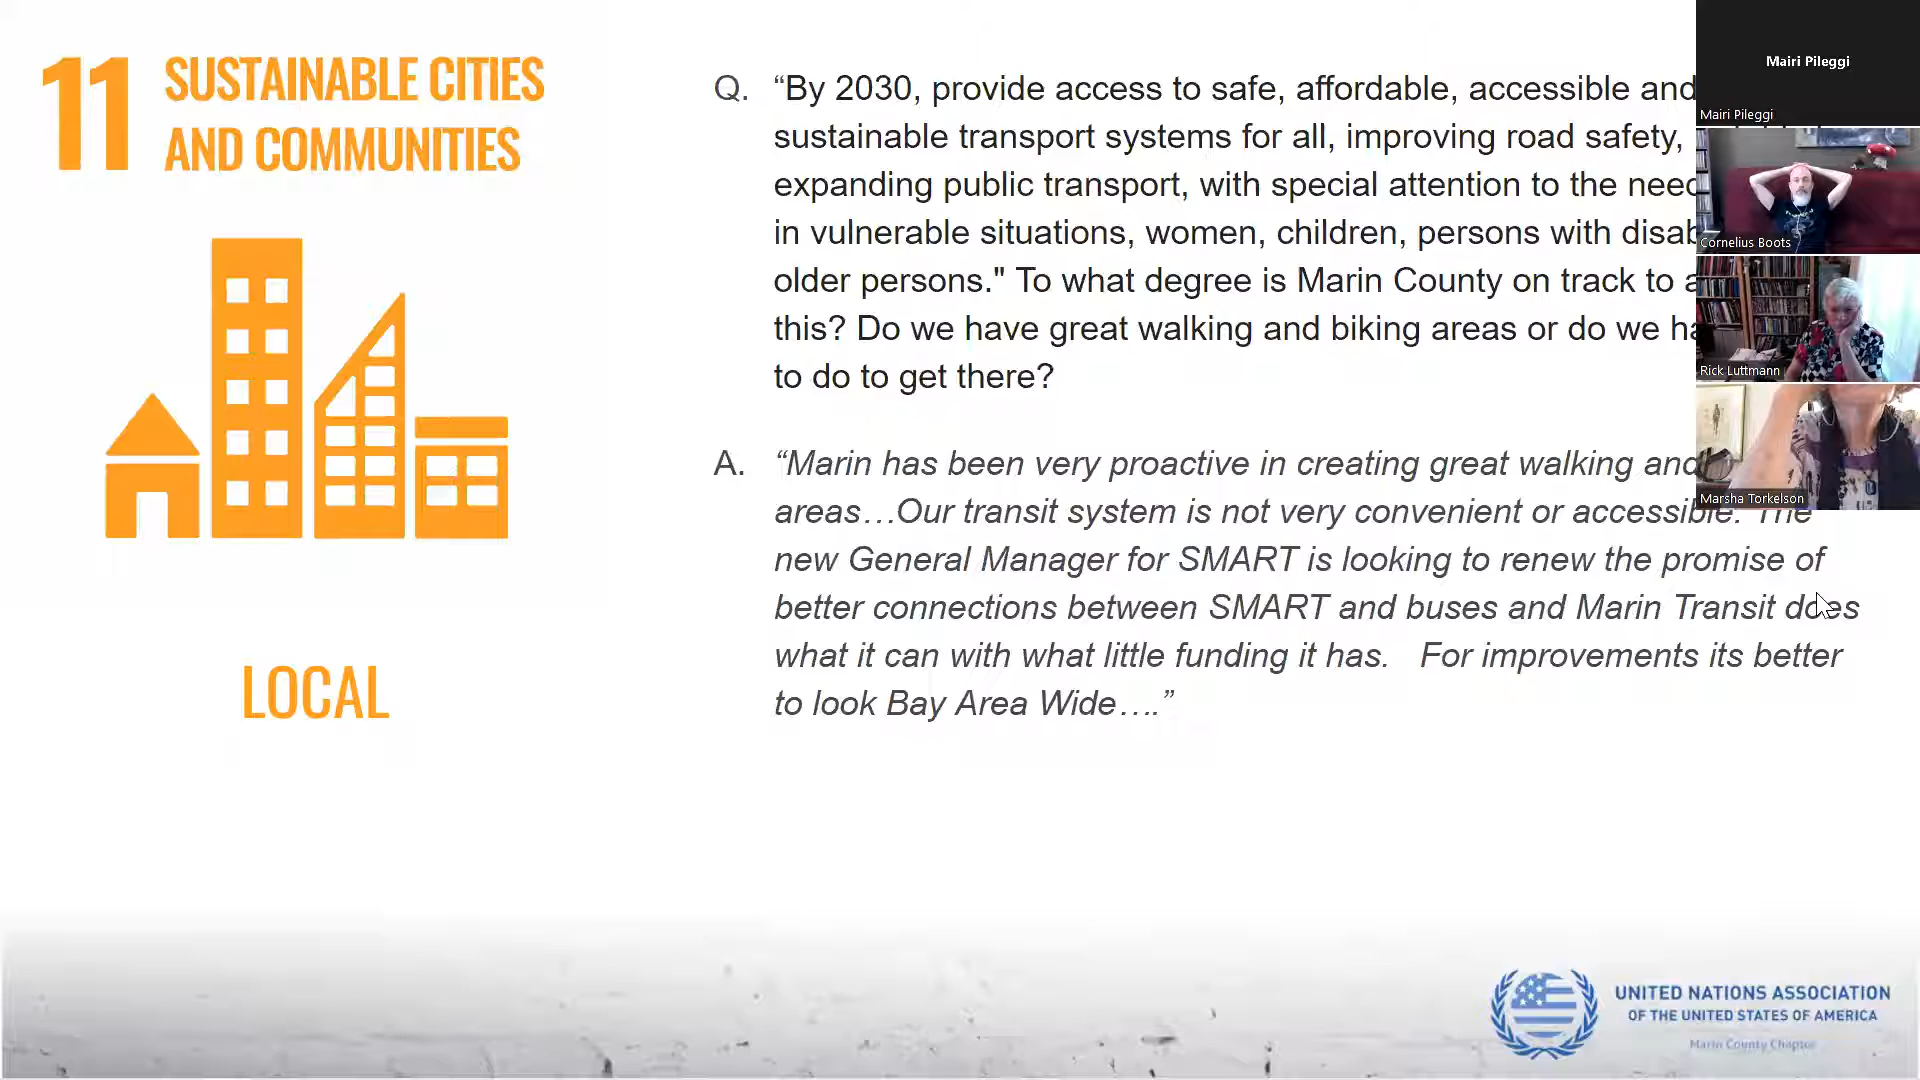 11 SUSTAINABLE CITIES
AND COMMUNITIES
LOCAL
Q. “By 2030, provide access to safe, affordable, accessible and
sustainable transport systems for all, improving road safety,
expanding public transport, with special attention to the
in vulnerable situations, women, children, persons with
older persons." To what degree is Marin County on track to
this? Do we have great walking and biking areas or do we
to do to get there?
A. “Marin has been very proactive in creating great walking and
areas…Our transit system is not very convenient or accessible. The
new General Manager for SMART is looking to renew the promise of
better connections between SMART and buses and Marin Transit does
what it can with what little funding it has. For improvements its better
to look Bay Area Wide….”
Mairi Pileggi
Mairi Pileggi
Cornelius Boots
Rick Luttmann
Marsha Torkelson
UNITED NATIONS ASSOCIATION
OF THE UNITED STATES OF AMERICA
Marin County Chapter